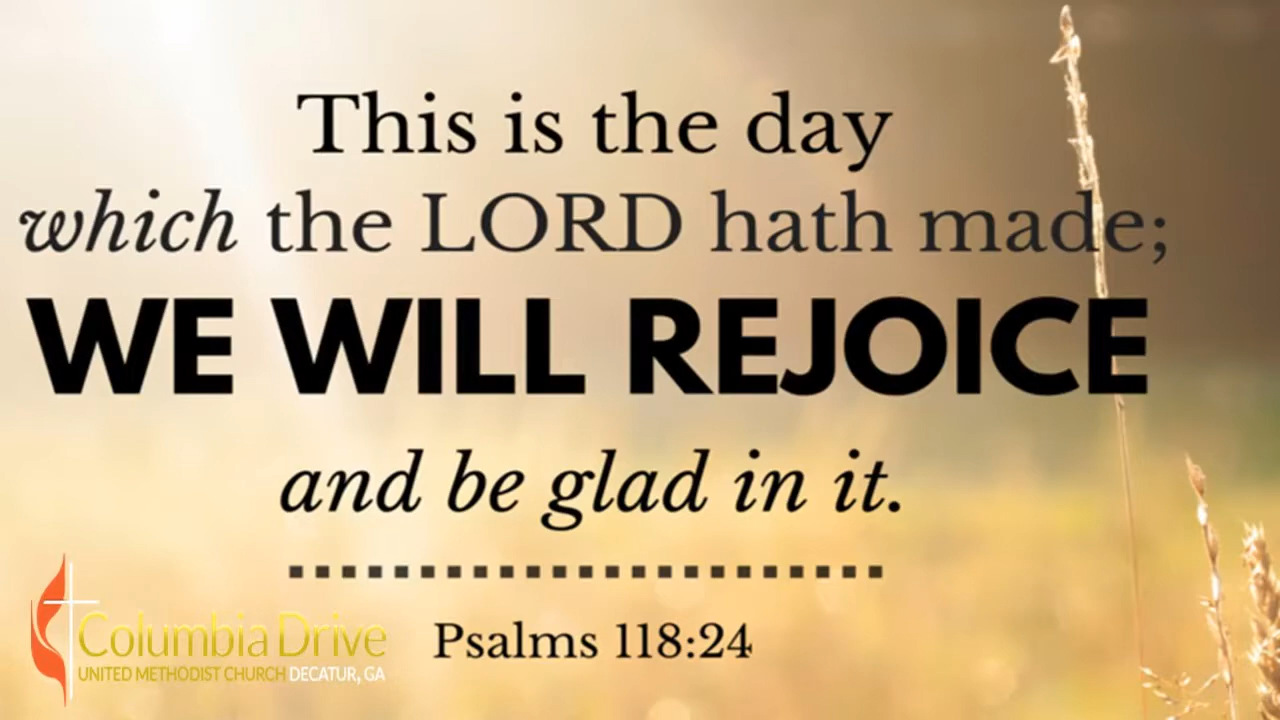 This is the day
which the LORD hath made;
WE WILL REJOICE
and be glad in it.
Psalms 118:24
Columbia Drive
UNITED METHODIST CHURCH DECATUR, GA